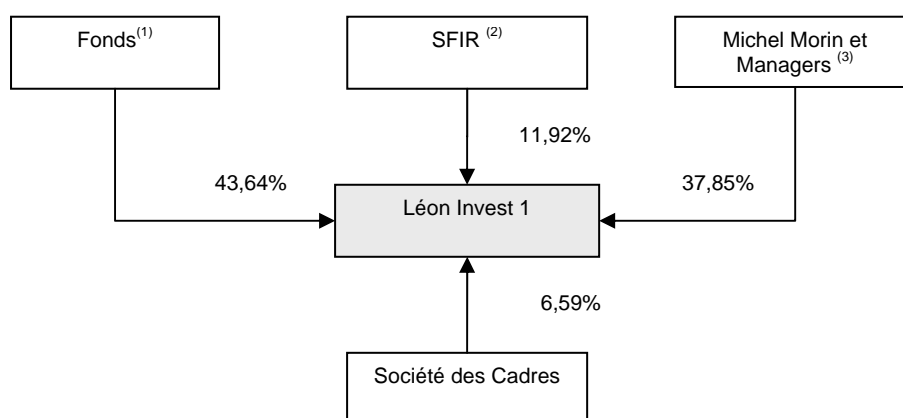 Fonds(1)
SFIR (2)
Michel Morin et
Managers (3)
11,92%
43,64%
37,85%
Léon Invest 1
6,59%
Société des Cadres